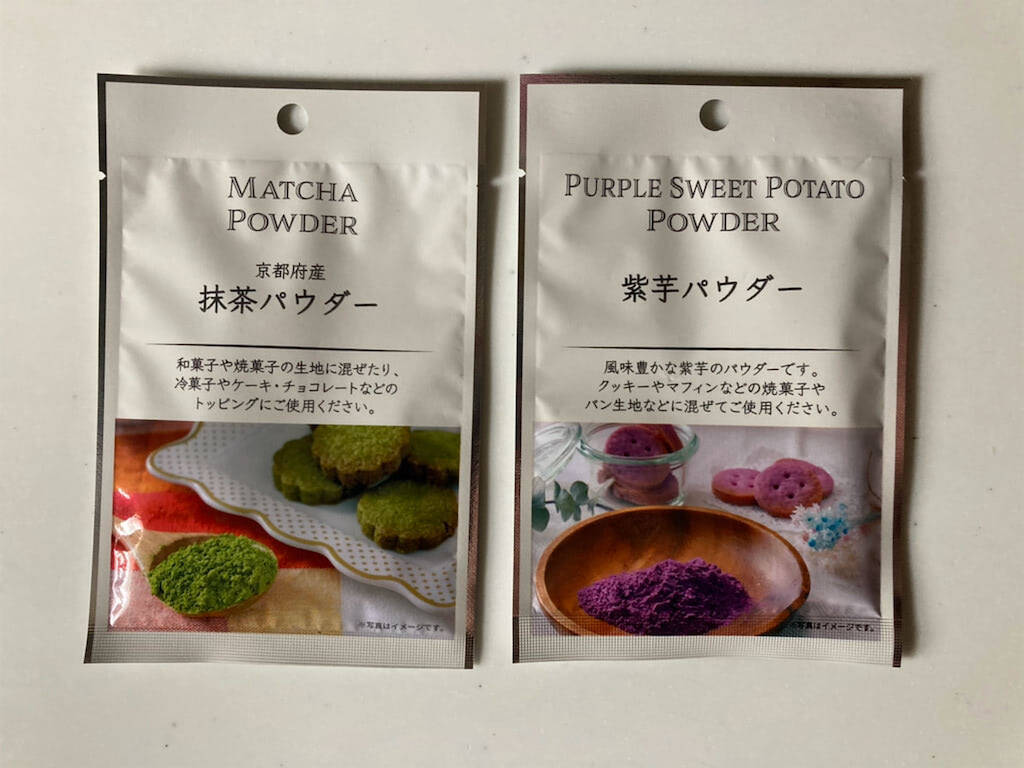 MATCHA
POWDER
京都府産
抹茶パウダー
和菓子や焼菓子の生地に混ぜたり、
冷菓子やケーキ・チョコレートなどの
トッピングにご使用ください。
※写真はイメージです。
PURPLE SWEET POTATO
POWDER
紫芋パウダー
風味豊かな紫芋のパウダーです。
クッキーやマフィンなどの焼菓子や
パン生地などに混ぜてご使用ください。
※写真はイメージです。